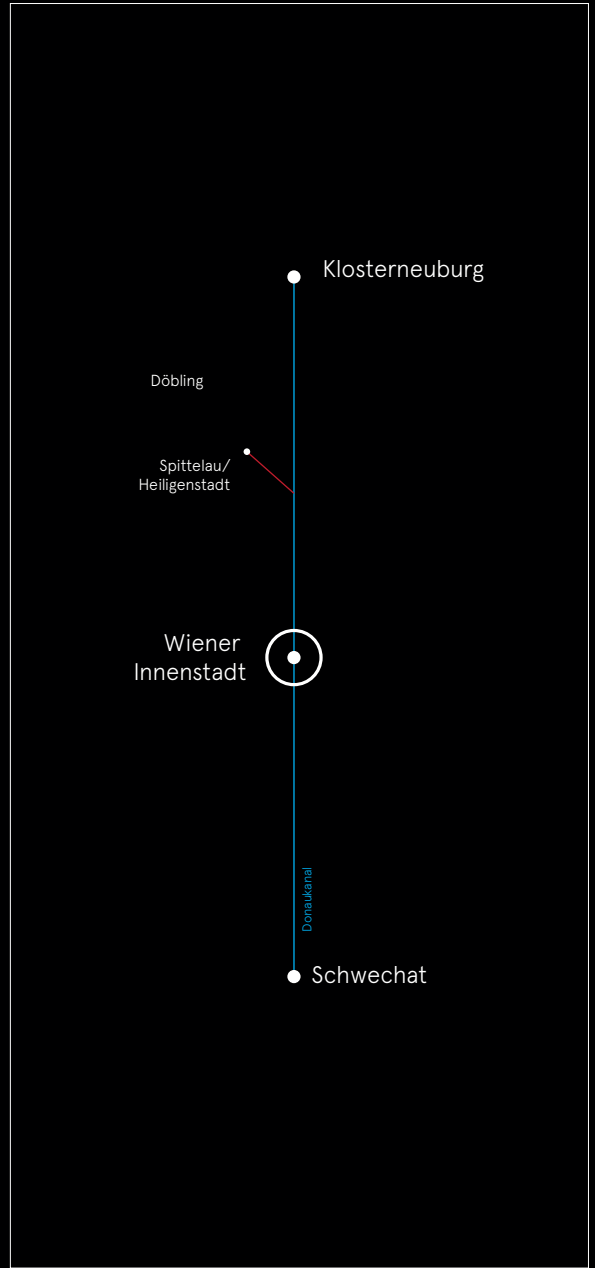 Klosterneuburg
Döbling
Spittelau/
Heiligenstadt
Wiener
Innenstadt
Donaukanal
Schwechat